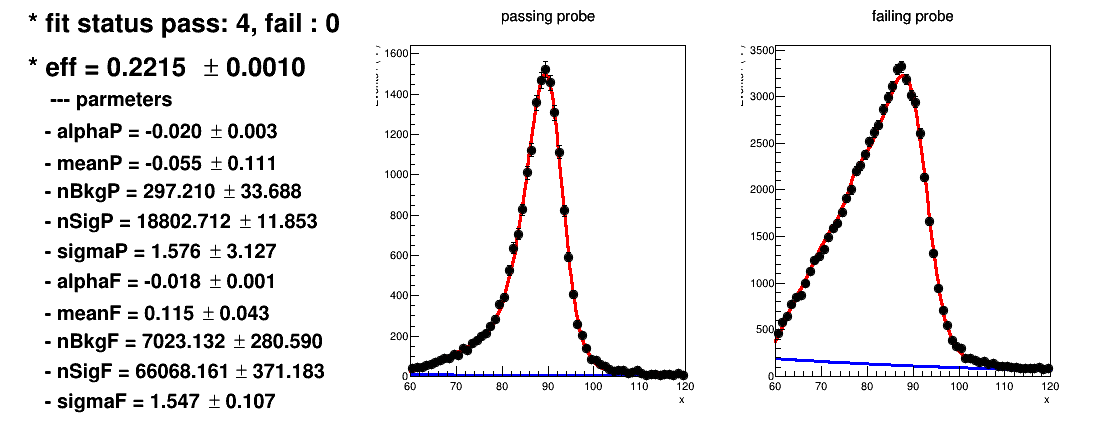 * fit status pass: 4, fail : 0
* eff = 0.2215 ± 0.0010
--- parmeters
- alphaP = -0.020 ± 0.003
- meanP = -0.055 ± 0.111
- nBkgP = 297.210 ± 33.688
- nSigP = 18802.712 ± 11.853
- sigmaP = 1.576 ± 3.127
- alphaF = -0.018 ± 0.001
- meanF = 0.115 ± 0.043
- nBkgF = 7023.132 ± 280.590
- nSigF = 66068.161 ± 371.183
- sigmaF = 1.547 ± 0.107
passing probe
1600
1400
1200
1000
800
600
400
200
0
60 70 80 90 100 110 120
x
failing probe
3500
3000
2500
2000
1500
1000
500
0
60 70 80 90 100 110 120
x